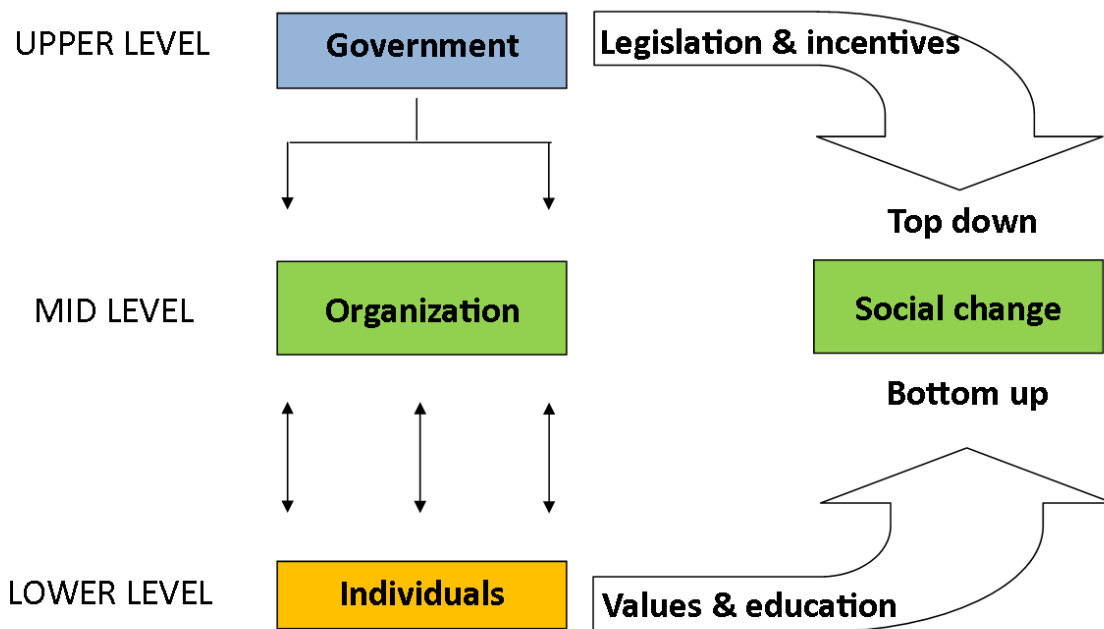 UPPER LEVEL
Government
Legislation & incentives
Top down
MID LEVEL
Organization
Social change
Bottom up
LOWER LEVEL
Individuals
Values & education